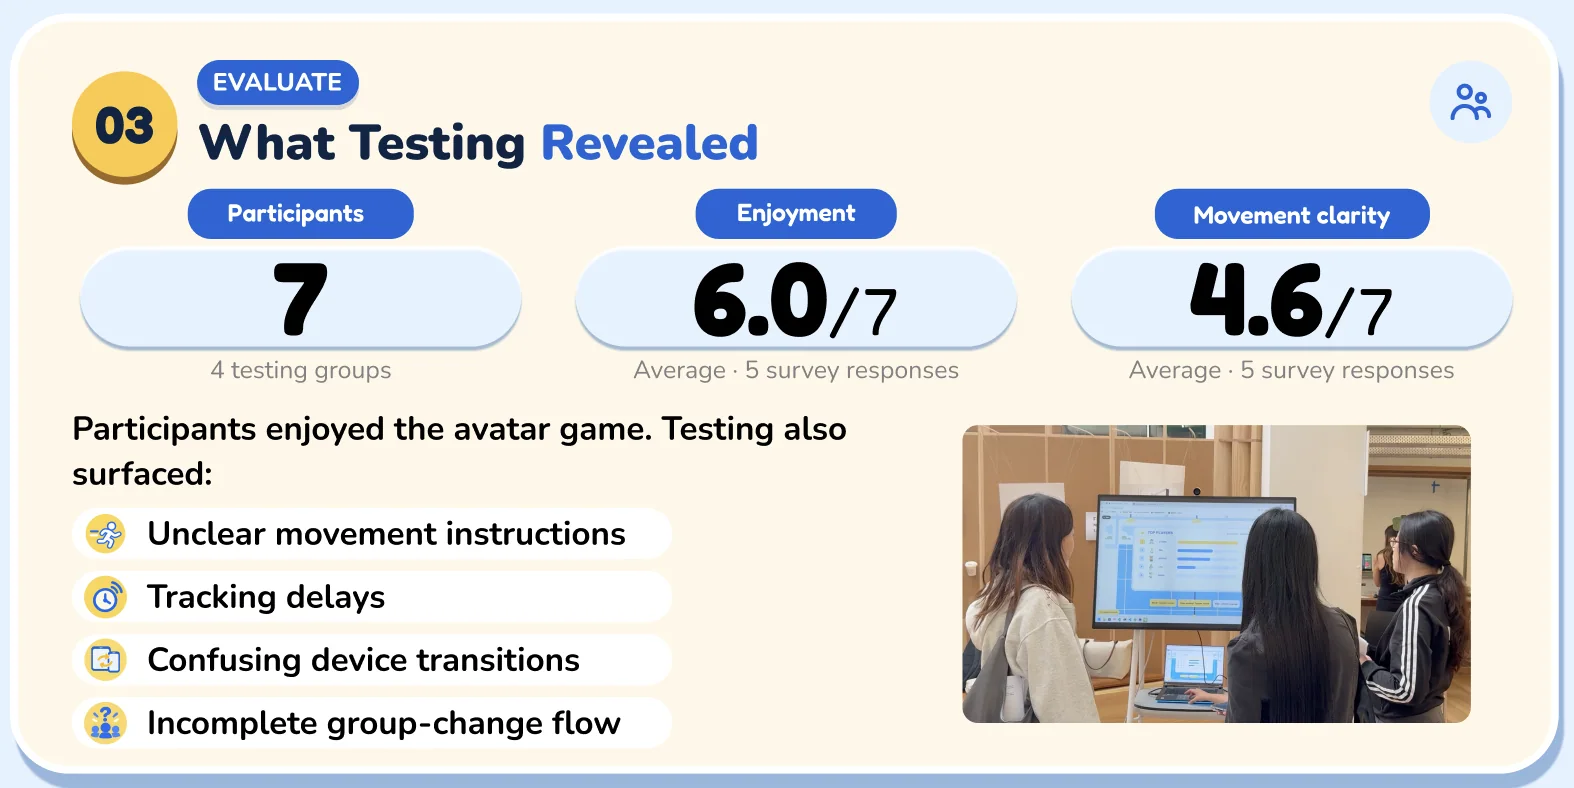 03
EVALUATE
What Testing Revealed
Participants
Enjoyment
Movement clarity
7
6.0/7
4.6/7
4 testing groups
Average · 5 survey responses
Average · 5 survey responses
Participants enjoyed the avatar game. Testing also
surfaced:
Unclear movement instructions
Tracking delays
Confusing device transitions
Incomplete group-change flow